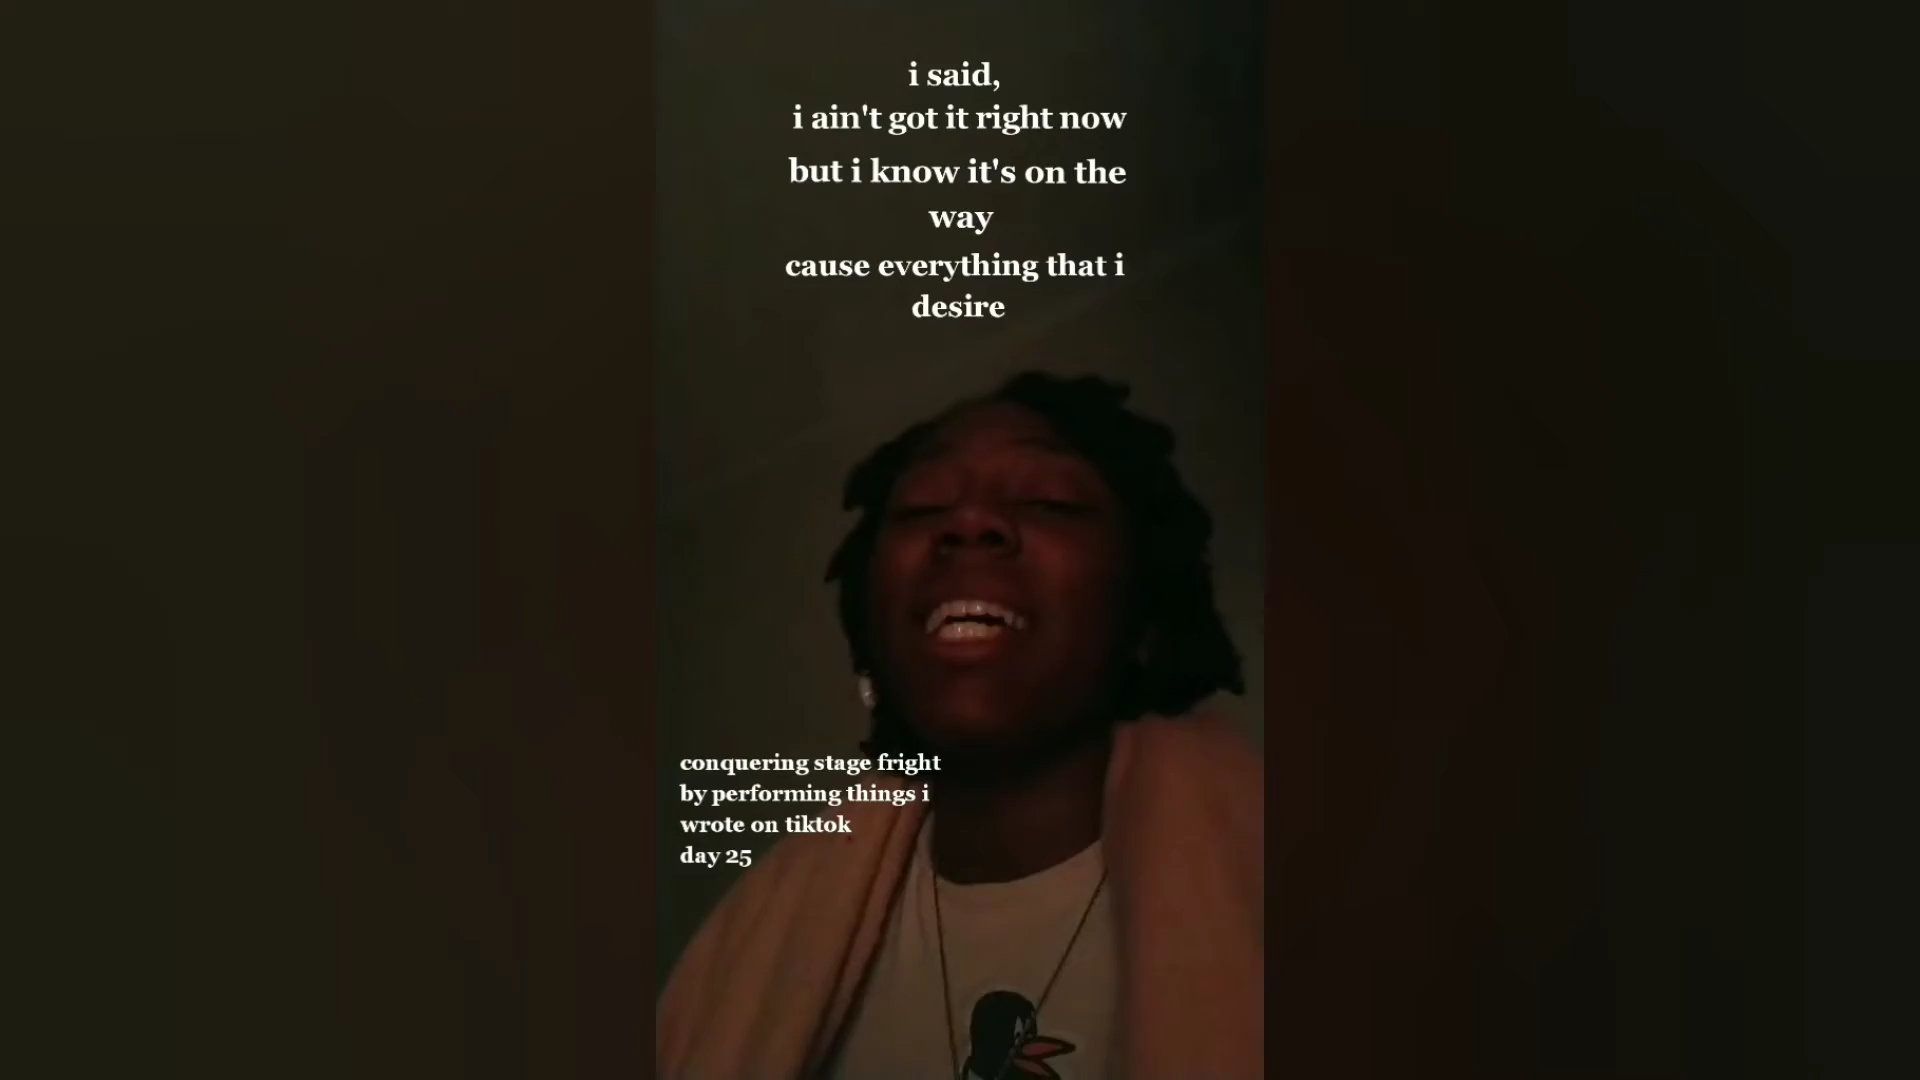 i said,
i ain't got it right now
but i know it's on the
way
cause everything that i
desire
conquering stage fright
by performing things i
wrote on tiktok
day 25